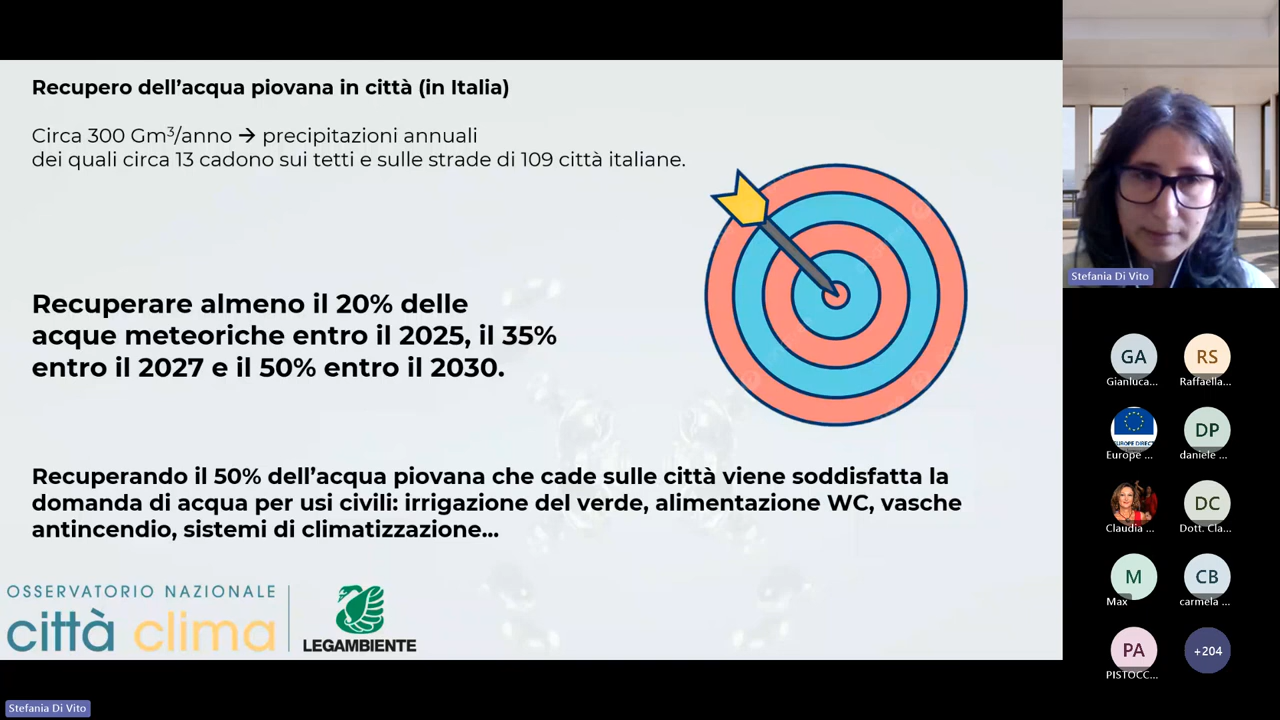 Recupero dell’acqua piovana in città (in Italia)
Circa 300 Gm³/anno → precipitazioni annuali
dei quali circa 13 cadono sui tetti e sulle strade di 109 città italiane.
Recuperare almeno il 20% delle
acque meteoriche entro il 2025, il 35%
entro il 2027 e il 50% entro il 2030.
Recuperando il 50% dell’acqua piovana che cade sulle città viene soddisfatta la
domanda di acqua per usi civili: irrigazione del verde, alimentazione WC, vasche
antincendio, sistemi di climatizzazione...
OSSERVATORIO NAZIONALE
città clima
LEGAMBIENTE
Stefania Di Vito
Stefania Di Vito
GA
Gianluca...
RS
Raffaella...
EUROPE DIRECT
Europe ...
DP
daniele ...
Claudia ...
DC
Dott. Cla...
M
Max
CB
carmela ...
PA
PISTOCC...
+204